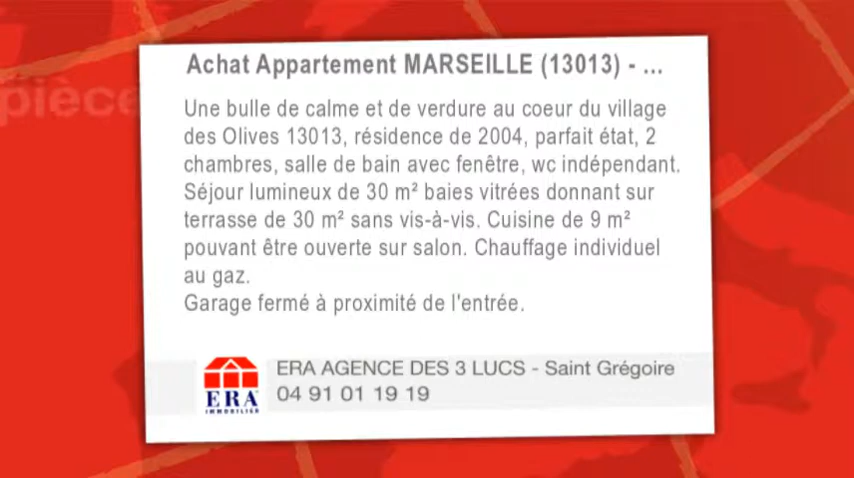 pièce
Achat Appartement MARSEILLE (13013) - ...
Une bulle de calme et de verdure au coeur du village
des Olives 13013, résidence de 2004, parfait état, 2
chambres, salle de bain avec fenêtre, wc indépendant.
Séjour lumineux de 30 m² baies vitrées donnant sur
terrasse de 30 m² sans vis-à-vis. Cuisine de 9 m²
pouvant être ouverte sur salon. Chauffage individuel
au gaz.
Garage fermé à proximité de l'entrée.
ERA AGENCE DES 3 LUCS - Saint Grégoire
04 91 01 19 19
ERA
IMMOBILIER